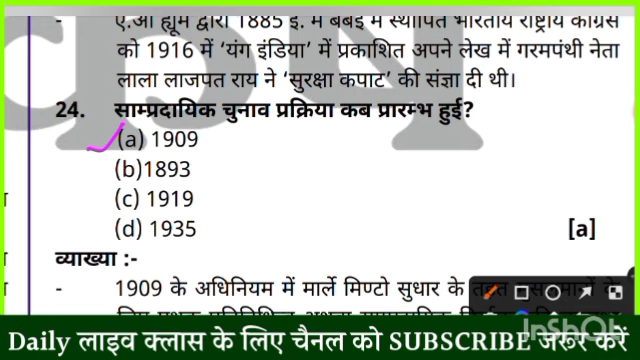 - ए.ओ ह्यूम द्वारा 1885 ई. में बंबई में स्थापित भारतीय राष्ट्रीय कांग्रेस
को 1916 में ‘यंग इंडिया’ में प्रकाशित अपने लेख में गरमपंथी नेता
लाला लाजपत राय ने ‘सुरक्षा कपाट’ की संज्ञा दी थी।
24. साम्प्रदायिक चुनाव प्रक्रिया कब प्रारम्भ हुई?
(a) 1909
(b)1893
(c) 1919
(d) 1935 [a]
व्याख्या :-
- 1909 के अधिनियम में मार्ले मिण्टो सुधार के
InShOt
Daily लाइव क्लास के लिए चैनल को SUBSCRIBE जरूर करें